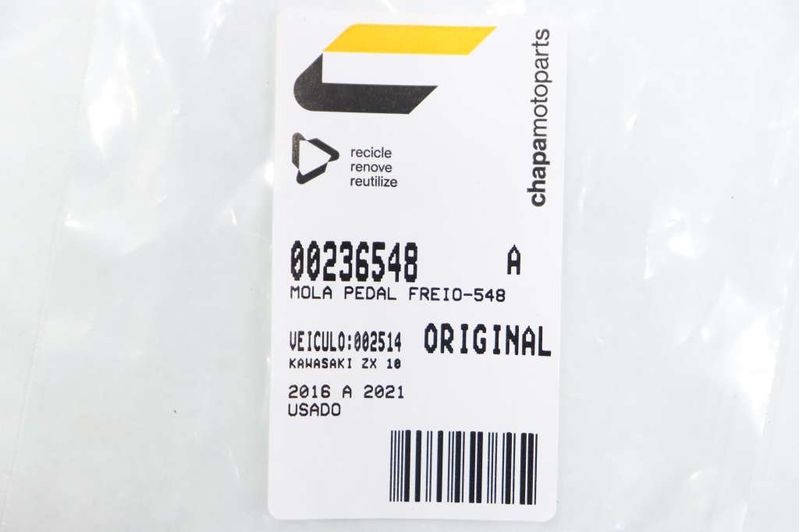 chapamotoparts
recicle
renove
reutilize
00236548 A
MOLA PEDAL FREIO-548
VEICULO:002514 ORIGINAL
KAWASAKI ZX 10
2016 A 2021
USADO